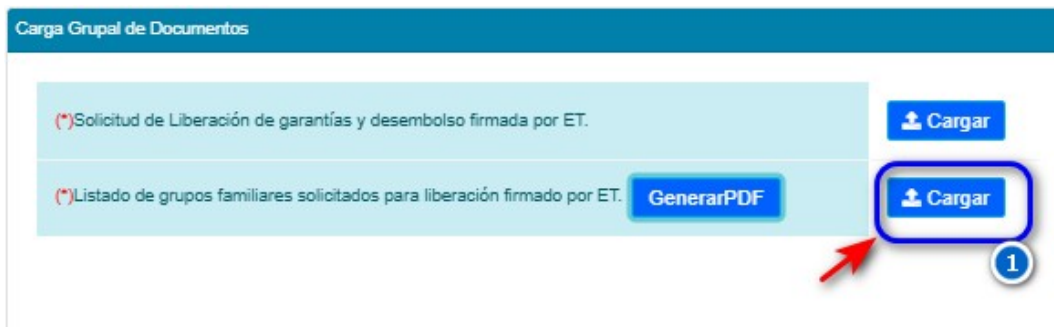 Carga Grupal de Documentos
(*)Solicitud de Liberación de garantías y desembolso firmada por ET.
Cargar
(*)Listado de grupos familiares solicitados para liberación firmado por ET.
GenerarPDF
Cargar
1